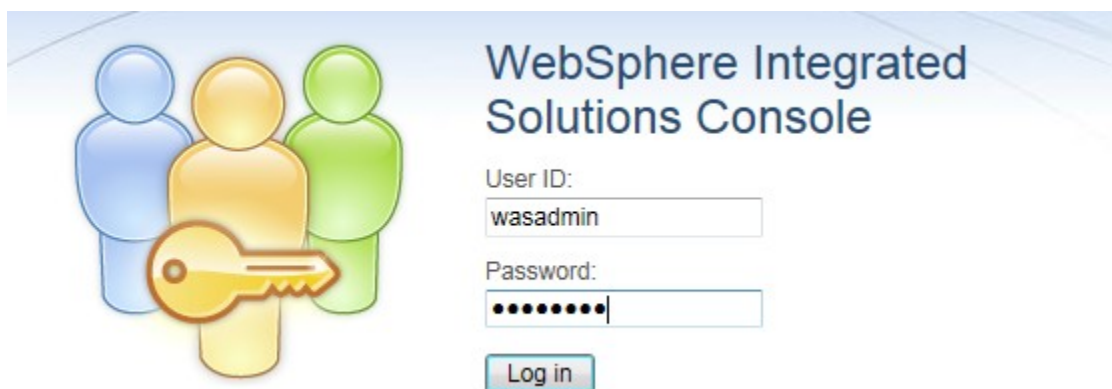 WebSphere Integrated
Solutions Console
User ID:
wasadmin
Password:
●●●●●●●●
Log in